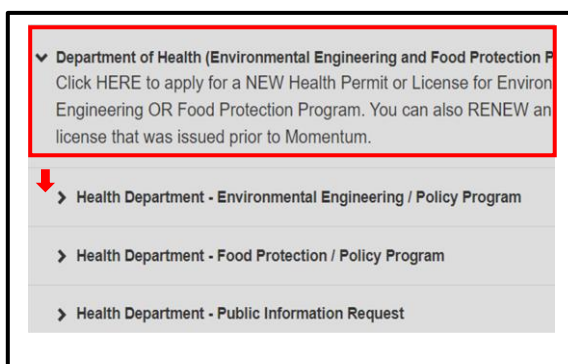 Department of Health (Environmental Engineering and Food Protection P
Click HERE to apply for a NEW Health Permit or License for Environ
Engineering OR Food Protection Program. You can also RENEW an
license that was issued prior to Momentum.
Health Department - Environmental Engineering / Policy Program
Health Department - Food Protection / Policy Program
Health Department - Public Information Request